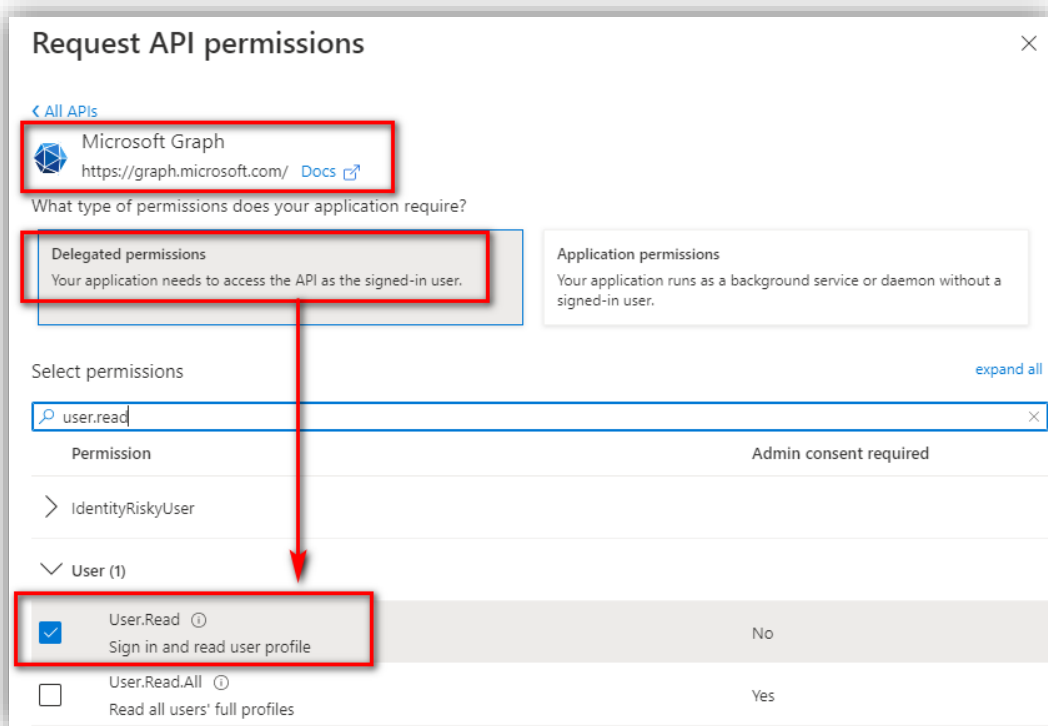 Request API permissions
All APIs
Microsoft Graph
https://graph.microsoft.com/ Docs
What type of permissions does your application require?
Delegated permissions
Your application needs to access the API as the signed-in user.
Application permissions
Your application runs as a background service or daemon without a
signed-in user.
Select permissions
expand all
user.read
Permission
Admin consent required
IdentityRiskyUser
User (1)
User.Read
Sign in and read user profile
No
User.Read.All
Read all users' full profiles
Yes